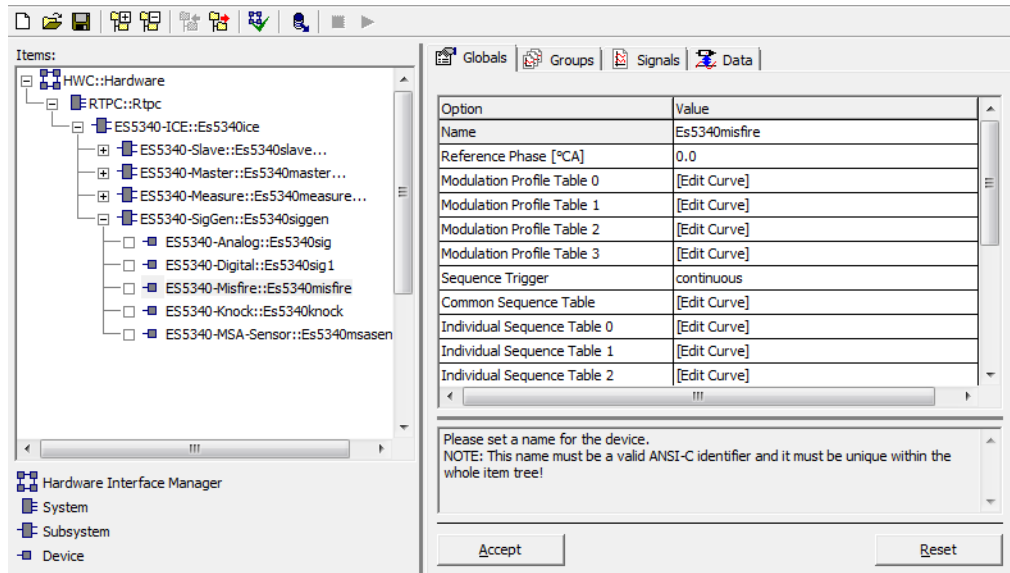 Items:
HWC::Hardware
RTPC::Rtpc
ES5340-ICE::Es5340ice
ES5340-Slave::Es5340slave...
ES5340-Master::Es5340master...
ES5340-Measure::Es5340measure...
ES5340-SigGen::Es5340siggen
ES5340-Analog::Es5340sig
ES5340-Digital::Es5340sig1
ES5340-Misfire::Es5340misfire
ES5340-Knock::Es5340knock
ES5340-MSA-Sensor::Es5340msasen
Hardware Interface Manager
System
Subsystem
Device
Globals Groups Signals Data
Option Value
Name Es5340misfire
Reference Phase [°CA] 0.0
Modulation Profile Table 0 [Edit Curve]
Modulation Profile Table 1 [Edit Curve]
Modulation Profile Table 2 [Edit Curve]
Modulation Profile Table 3 [Edit Curve]
Sequence Trigger continuous
Common Sequence Table [Edit Curve]
Individual Sequence Table 0 [Edit Curve]
Individual Sequence Table 1 [Edit Curve]
Individual Sequence Table 2 [Edit Curve]
Please set a name for the device.
NOTE: This name must be a valid ANSI-C identifier and it must be unique within the
whole item tree!
Accept Reset